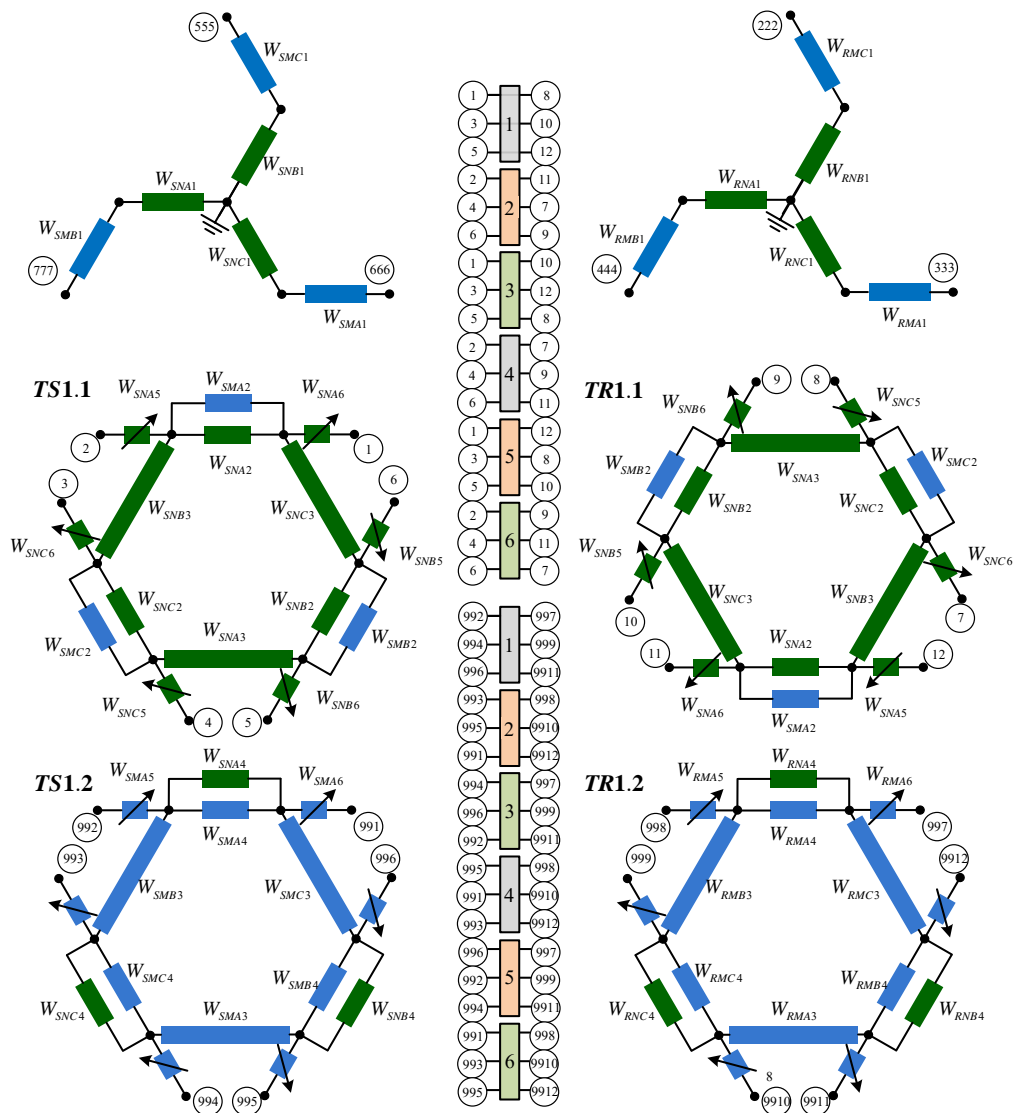 555
W_SMC1
W_SNB1
W_SNA1
W_SMB1
W_SNC1
777
666
W_SMA1
222
W_RMC1
W_RNB1
W_RNA1
W_RMB1
W_RNC1
444
333
W_RMA1
1 8
3 1 10
5 12
2 11
4 2 7
6 9
1 10
3 3 12
5 8
2 7
4 4 9
6 11
1 12
3 5 8
5 10
2 9
4 6 11
6 7
992 997
994 1 999
996 9911
993 998
995 2 9910
991 9912
994 997
996 3 999
992 9911
995 998
991 4 9910
993 9912
996 997
992 5 999
994 9911
991 998
993 6 9910
995 9912
TS1.1
W_SNA5
W_SMA2
W_SNA6
2
W_SNA2
1
3
6
W_SNB3
W_SNC3
W_SNC6
W_SNB5
W_SNC2
W_SNB2
W_SNA3
W_SMC2
W_SMB2
W_SNC5
W_SNB6
4
5
TR1.1
9
8
W_SNB6
W_SNC5
W_SMB2
W_SNA3
W_SMC2
W_SNB2
W_SNC2
W_SNB5
W_SNC6
W_SNC3
W_SNB3
10
7
11
W_SNA2
12
W_SNA6
W_SMA2
W_SNA5
TS1.2
W_SMA5
W_SNA4
W_SMA6
992
W_SMA4
991
993
996
W_SMB3
W_SMC3
W_SMC4
W_SMB4
W_SNC4
W_SMA3
W_SNB4
994
995
TR1.2
W_RMA5
W_RNA4
W_RMA6
998
W_RMA4
997
999
9912
W_RMB3
W_RMC3
W_RMC4
W_RMB4
W_RNC4
W_RMA3
W_RNB4
8
9910
9911